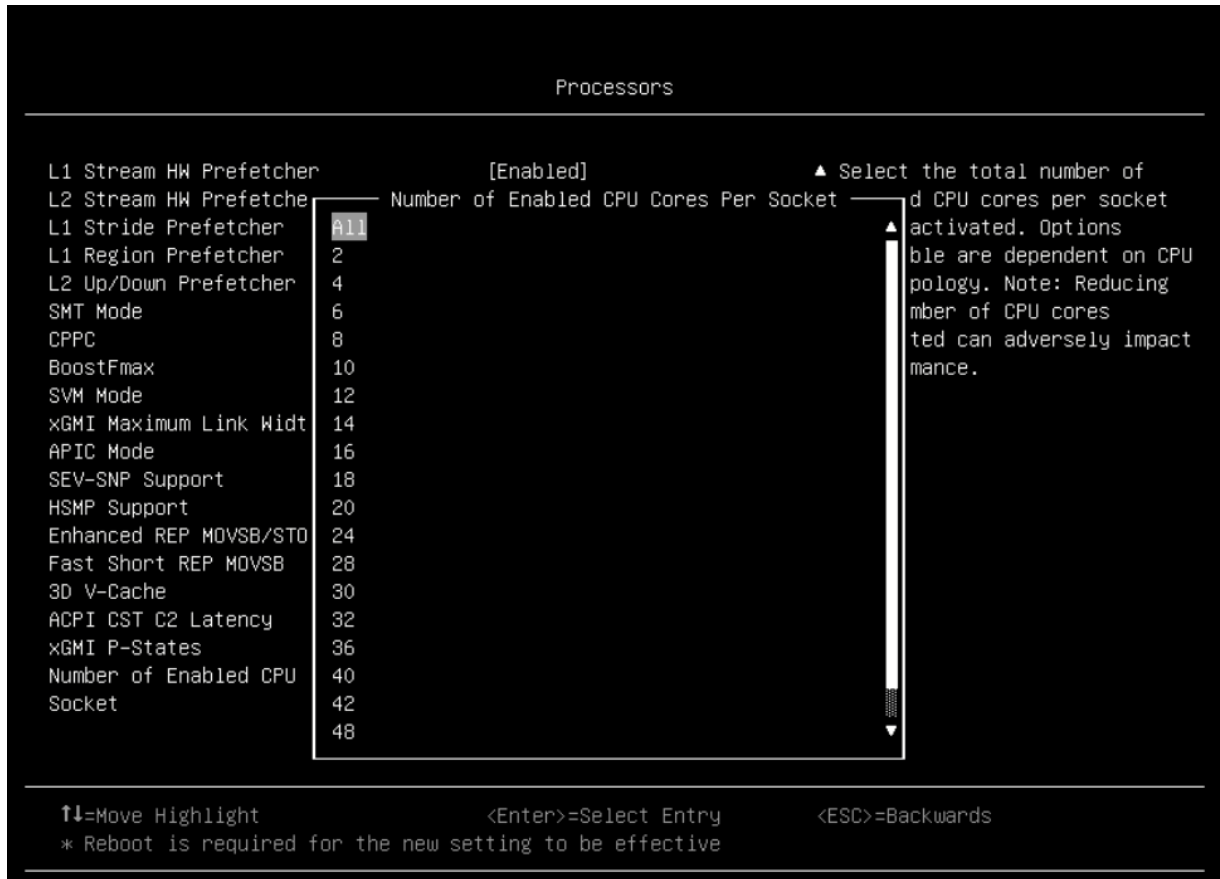 Processors
L1 Stream HW Prefetcher [Enabled] ▲ Select the total number of
L2 Stream HW Prefetche Number of Enabled CPU Cores Per Socket d CPU cores per socket
L1 Stride Prefetcher All ▲ activated. Options
L1 Region Prefetcher 2 ble are dependent on CPU
L2 Up/Down Prefetcher 4 pology. Note: Reducing
SMT Mode 6 mber of CPU cores
CPPC 8 ted can adversely impact
BoostFmax 10 mance.
SVM Mode 12
xGMI Maximum Link Widt 14
APIC Mode 16
SEV-SNP Support 18
HSMP Support 20
Enhanced REP MOVSB/STO 24
Fast Short REP MOVSB 28
3D V-Cache 30
ACPI CST C2 Latency 32
xGMI P-States 36
Number of Enabled CPU 40
Socket 42
48 ▼
↑↓=Move Highlight <Enter>=Select Entry <ESC>=Backwards
* Reboot is required for the new setting to be effective